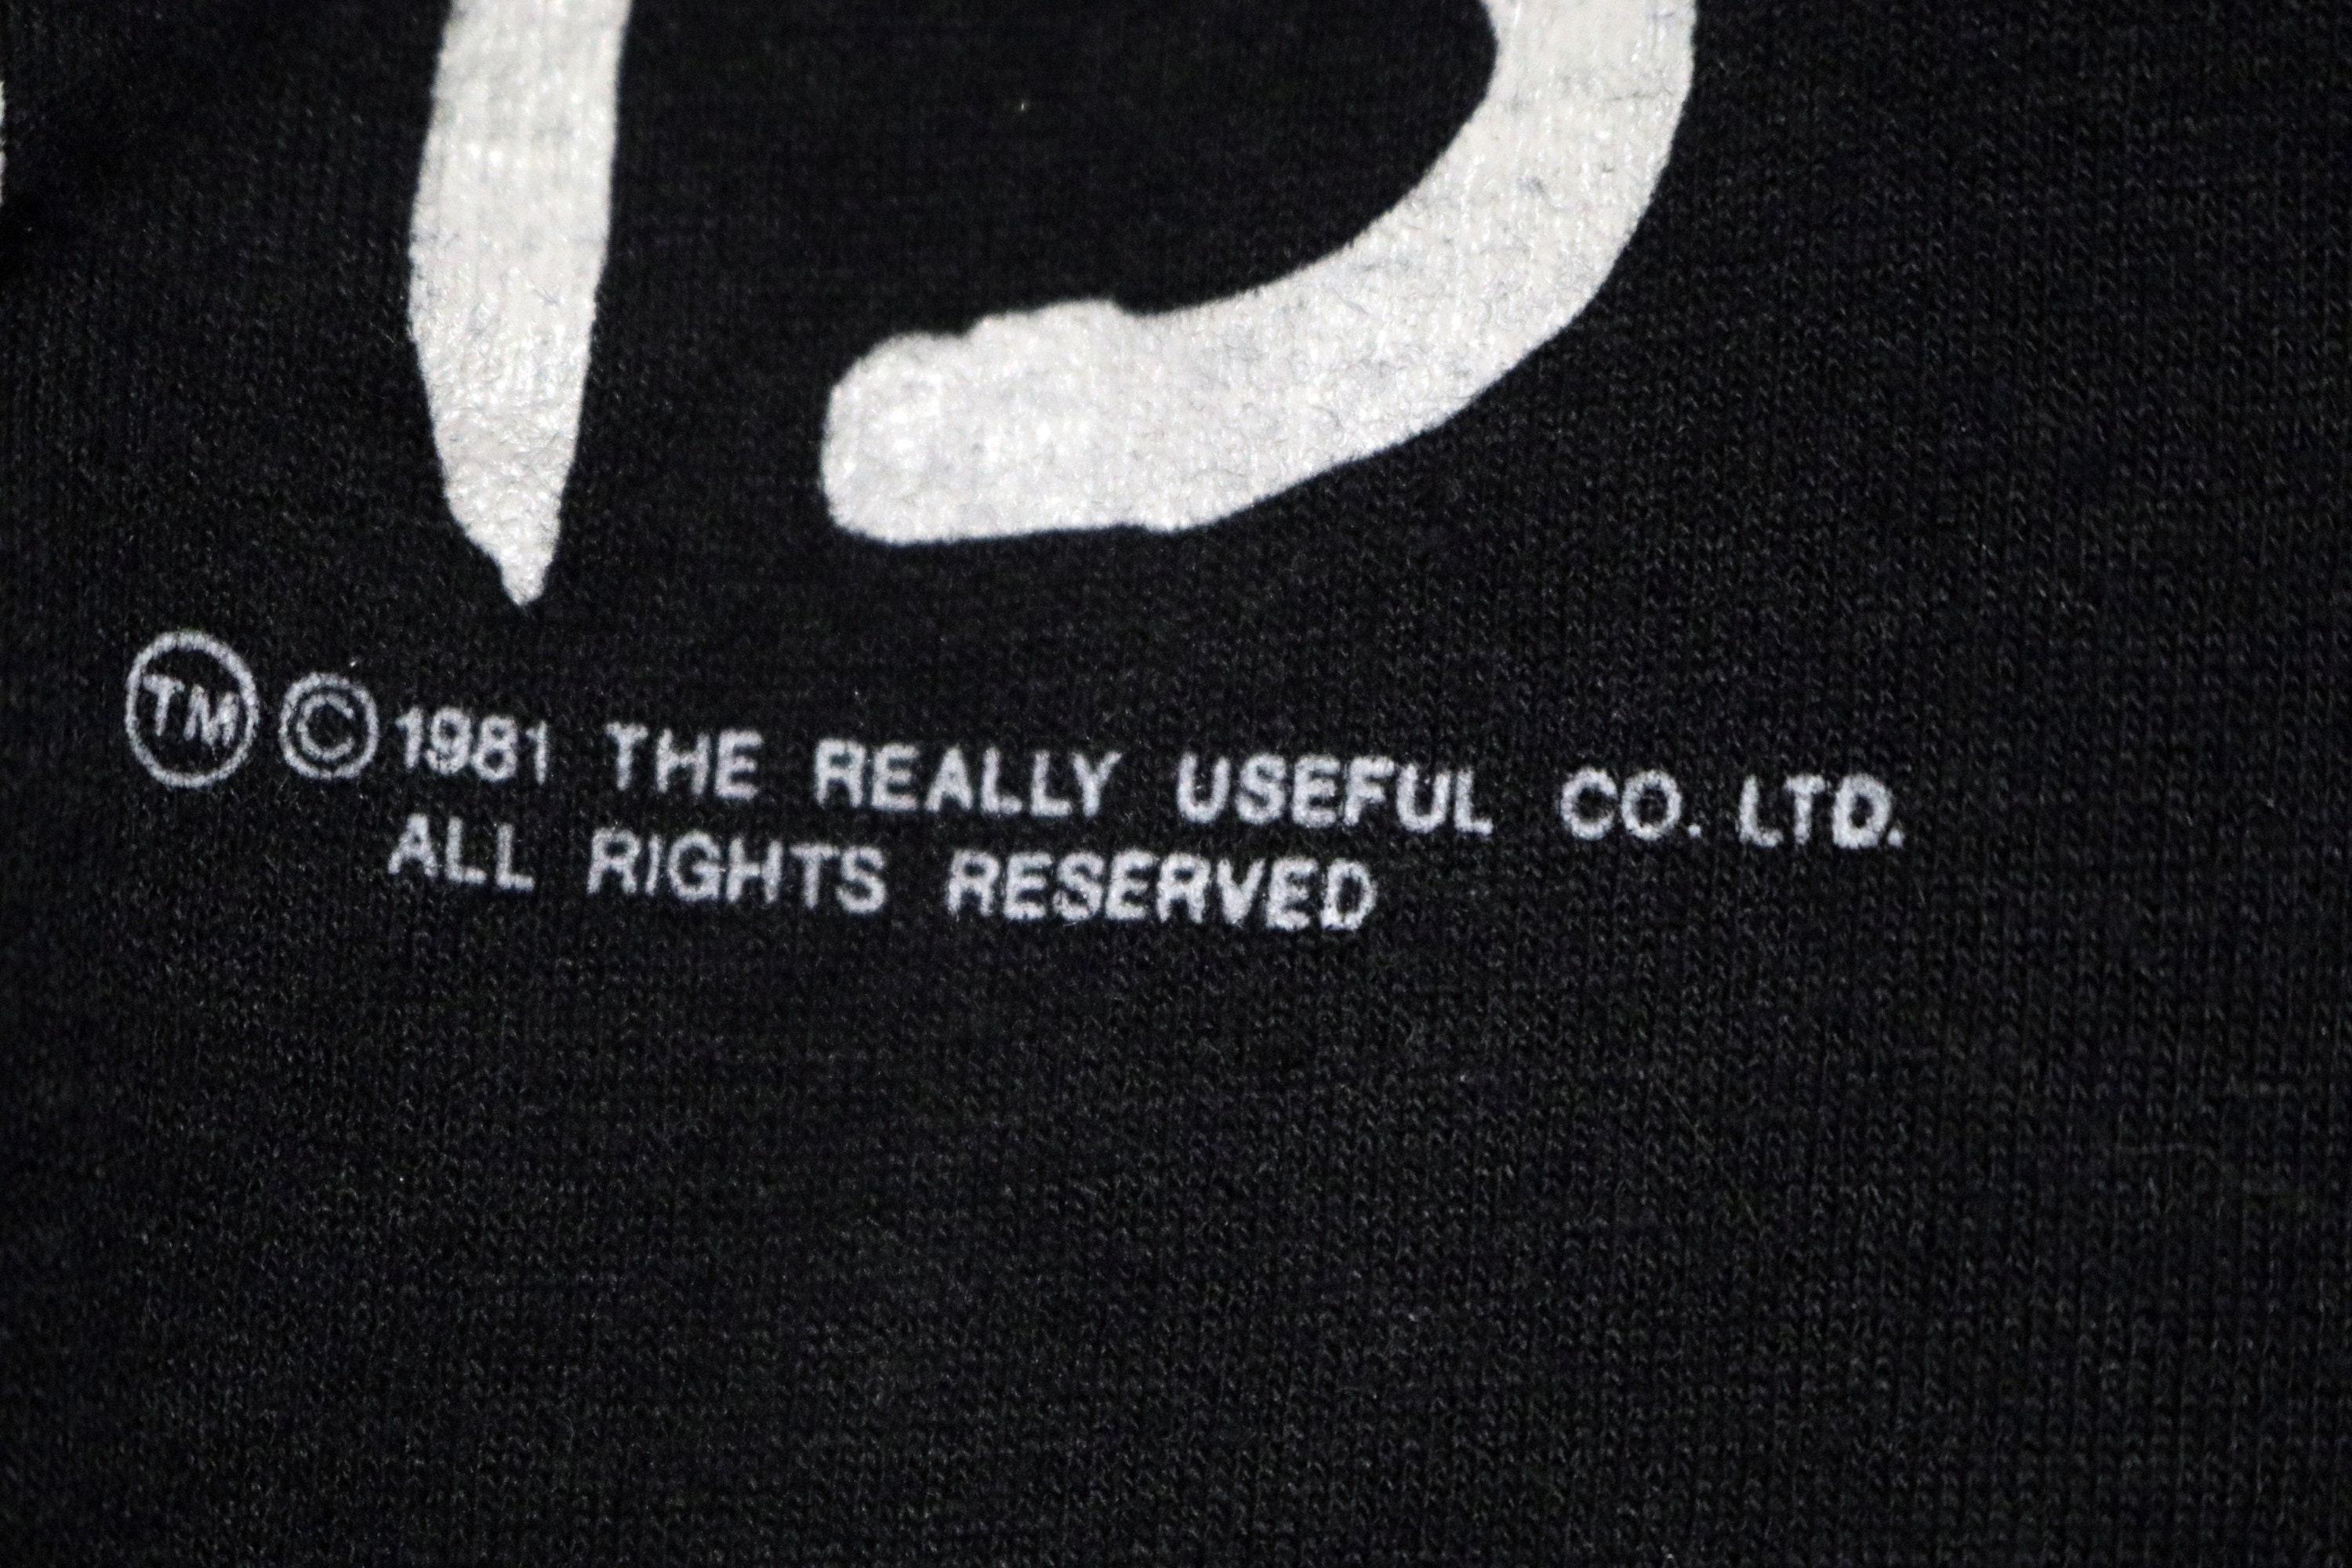 TM © 1981 THE REALLY USEFUL CO. LTD.
ALL RIGHTS RESERVED